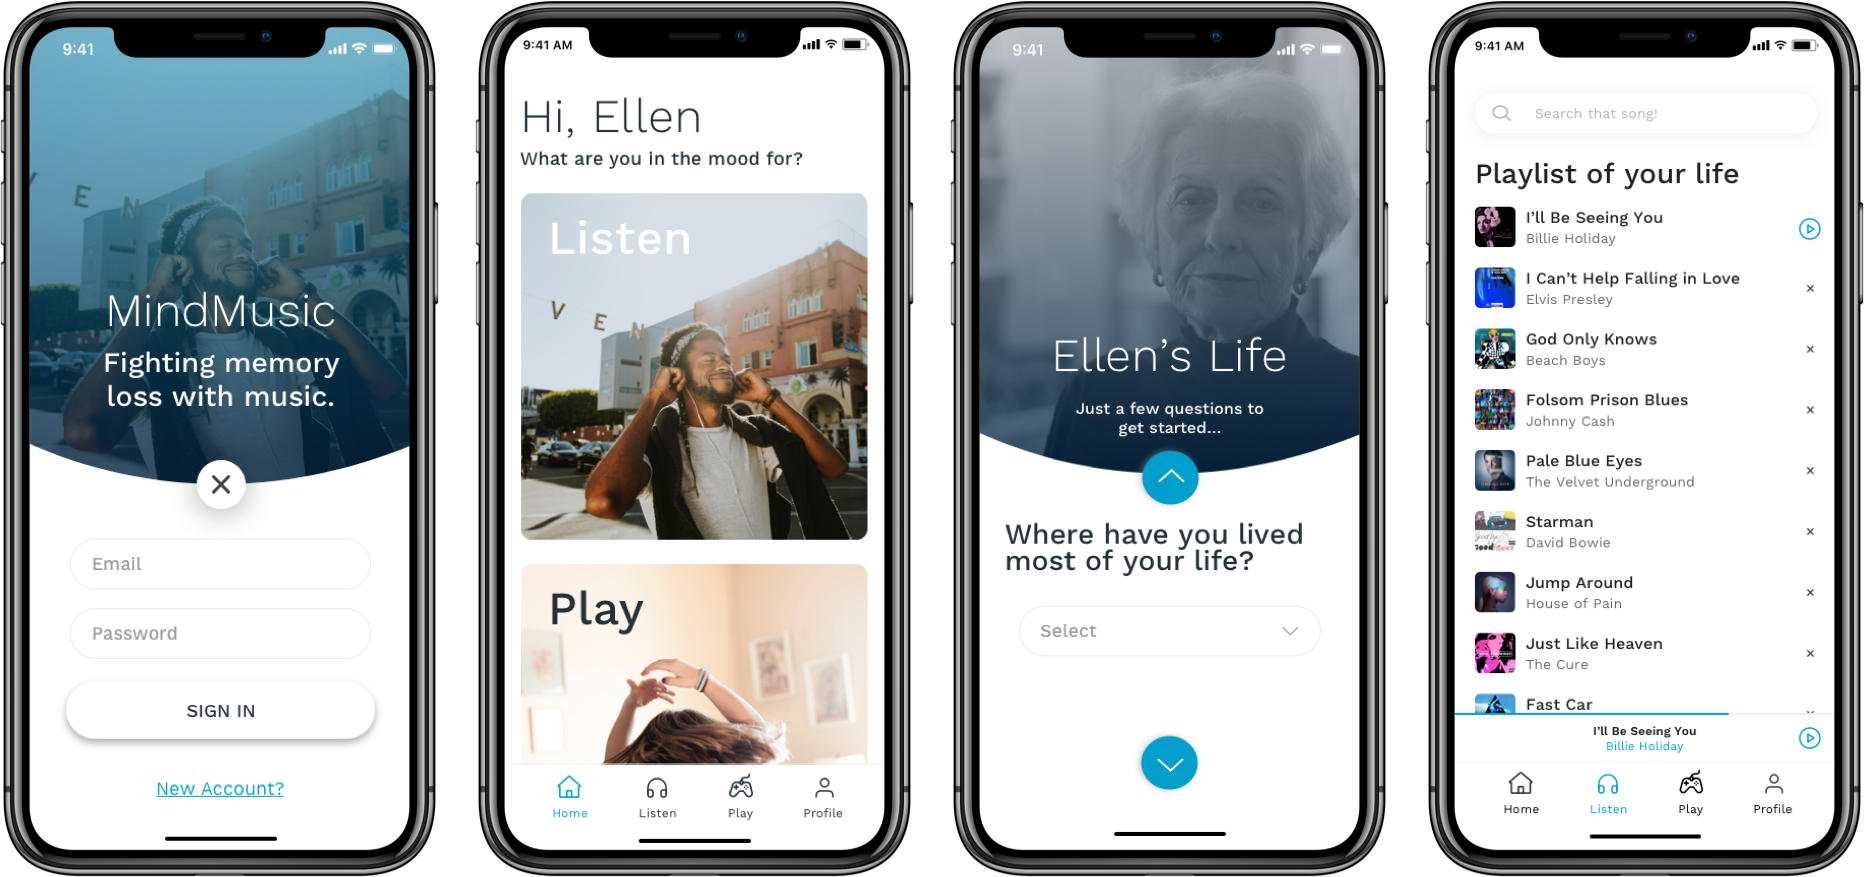 9:41
V E N
MindMusic
Fighting memory
loss with music.
Email
Password
SIGN IN
New Account?
9:41 AM
Hi, Ellen
What are you in the mood for?
Listen
V E N
Play
Home
Listen
Play
Profile
9:41
Ellen’s Life
Just a few questions to
get started...
Where have you lived
most of your life?
Select
9:41 AM
Search that song!
Playlist of your life
I’ll Be Seeing You
Billie Holiday
I Can’t Help Falling in Love
Elvis Presley
God Only Knows
Beach Boys
Folsom Prison Blues
Johnny Cash
Pale Blue Eyes
The Velvet Underground
Starman
David Bowie
Jump Around
House of Pain
Just Like Heaven
The Cure
Fast Car
I’ll Be Seeing You
Billie Holiday
Home
Listen
Play
Profile